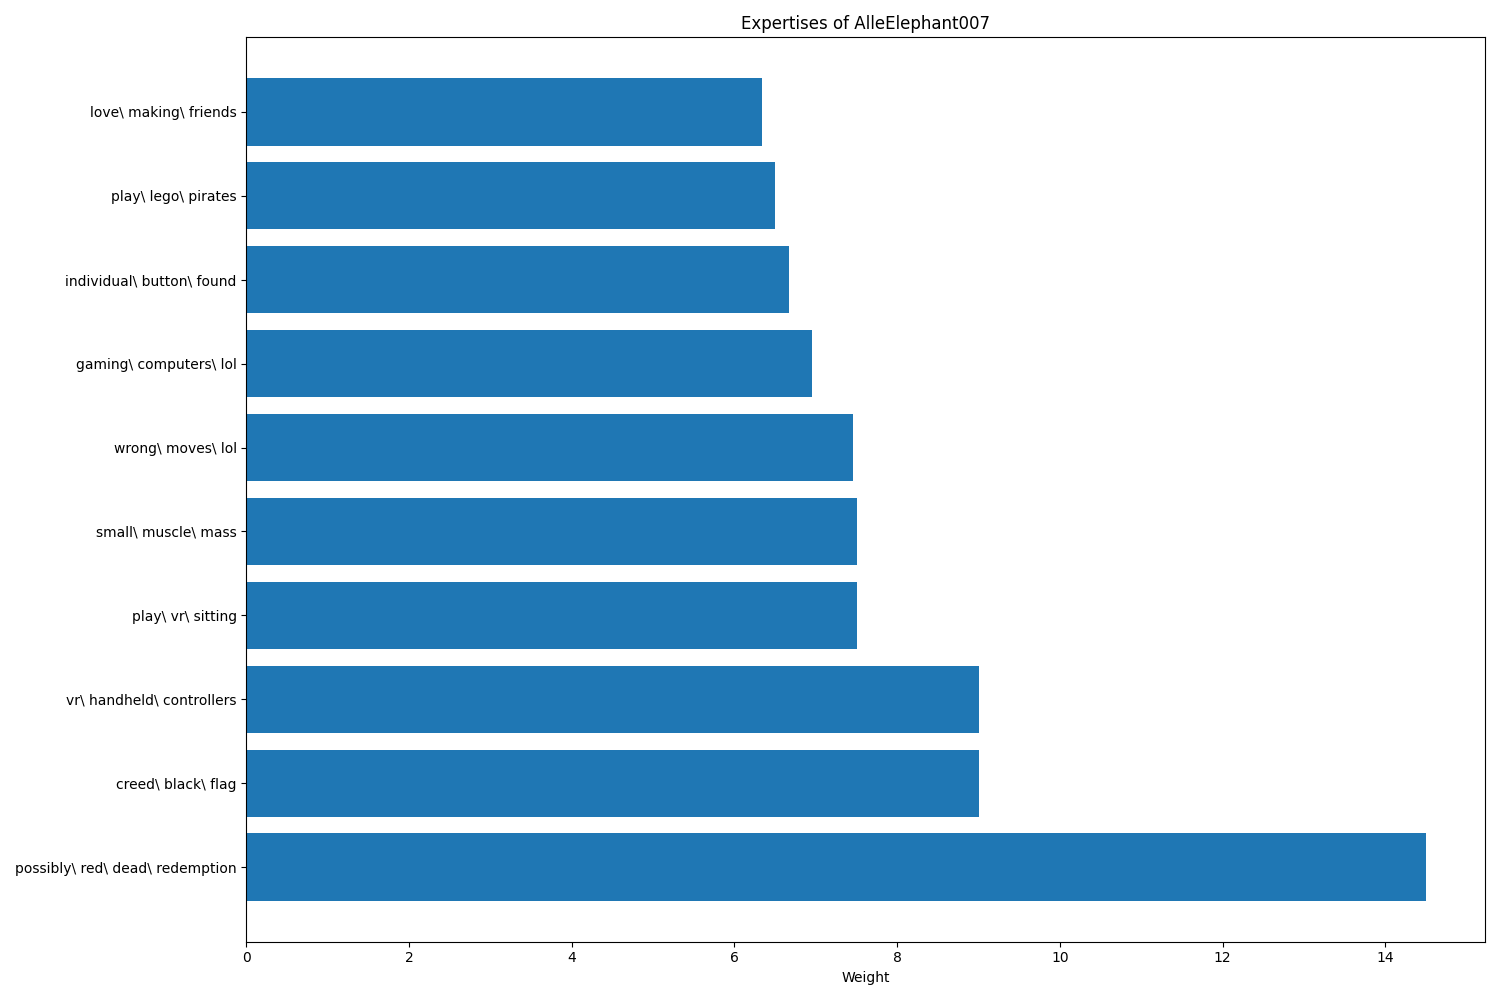 Expertises of AlleElephant007
love\ making\ friends
play\ lego\ pirates
individual\ button\ found
gaming\ computers\ lol
wrong\ moves\ lol
small\ muscle\ mass
play\ vr\ sitting
vr\ handheld\ controllers
creed\ black\ flag
possibly\ red\ dead\ redemption
0 2 4 6 8 10 12 14
Weight